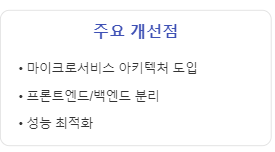 주요 개선점
• 마이크로서비스 아키텍처 도입
• 프론트엔드/백엔드 분리
• 성능 최적화